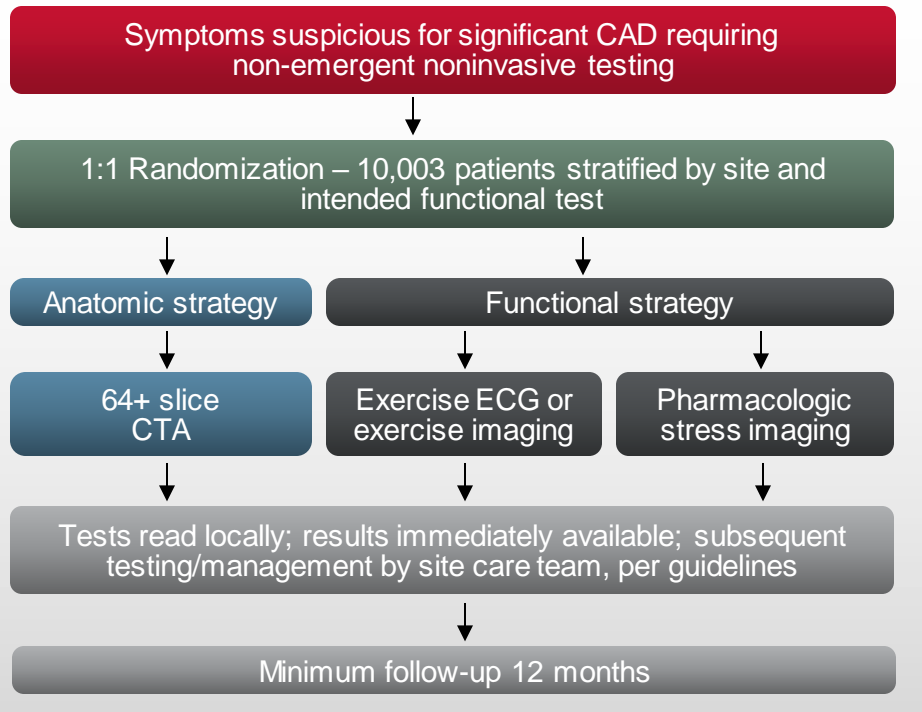 Symptoms suspicious for significant CAD requiring
non-emergent noninvasive testing
1:1 Randomization – 10,003 patients stratified by site and
intended functional test
Anatomic strategy
Functional strategy
64+ slice
CTA
Exercise ECG or
exercise imaging
Pharmacologic
stress imaging
Tests read locally; results immediately available; subsequent
testing/management by site care team, per guidelines
Minimum follow-up 12 months